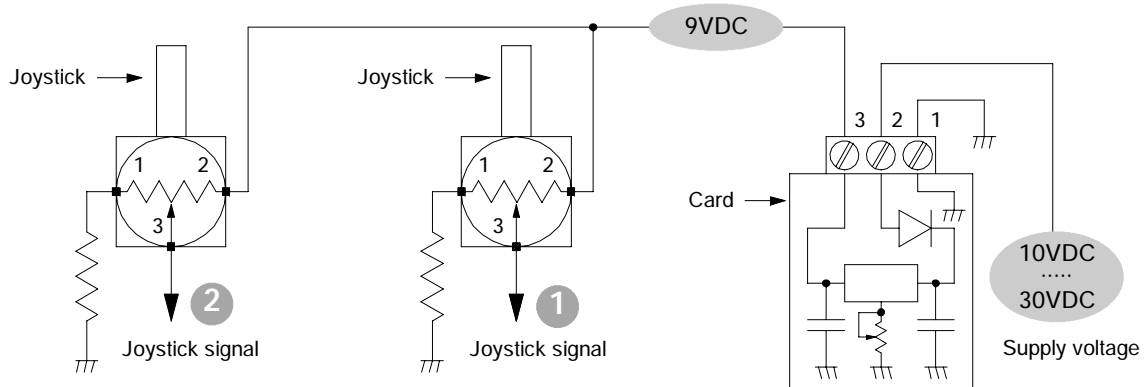 9VDC
Joystick
Joystick
3 2 1
1 2
1 2
Card
3
3
10VDC
.....
30VDC
2
1
Joystick signal
Joystick signal
Supply voltage